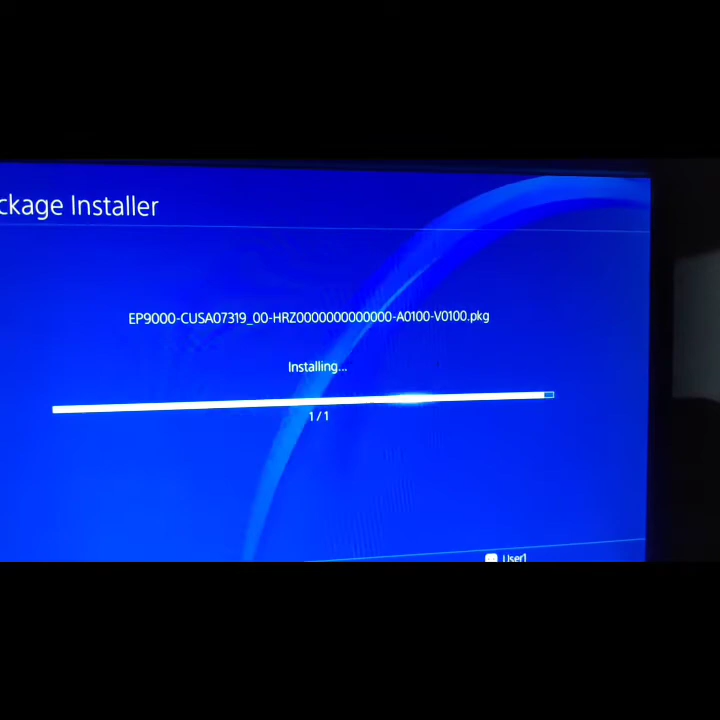 ckage Installer
EP9000-CUSA07319_00-HRZ0000000000000-A0100-V0100.pkg
Installing...
1 / 1
User1